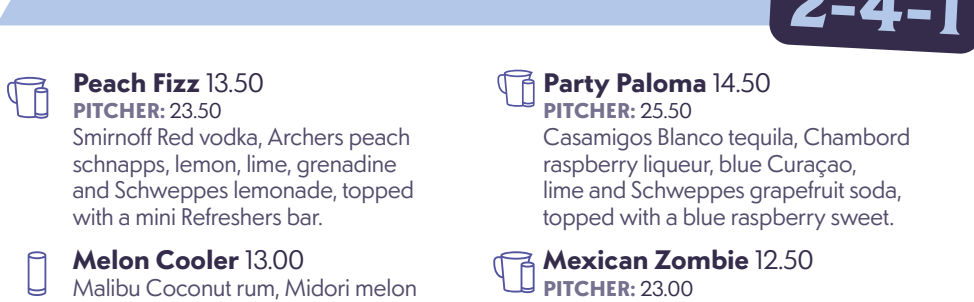 2-4-1
Peach Fizz 13.50
PITCHER: 23.50
Smirnoff Red vodka, Archers peach
schnapps, lemon, lime, grenadine
and Schweppes lemonade, topped
with a mini Refreshers bar.
Melon Cooler 13.00
Malibu Coconut rum, Midori melon
Party Paloma 14.50
PITCHER: 25.50
Casamigos Blanco tequila, Chambord
raspberry liqueur, blue Curaçao,
lime and Schweppes grapefruit soda,
topped with a blue raspberry sweet.
Mexican Zombie 12.50
PITCHER: 23.00